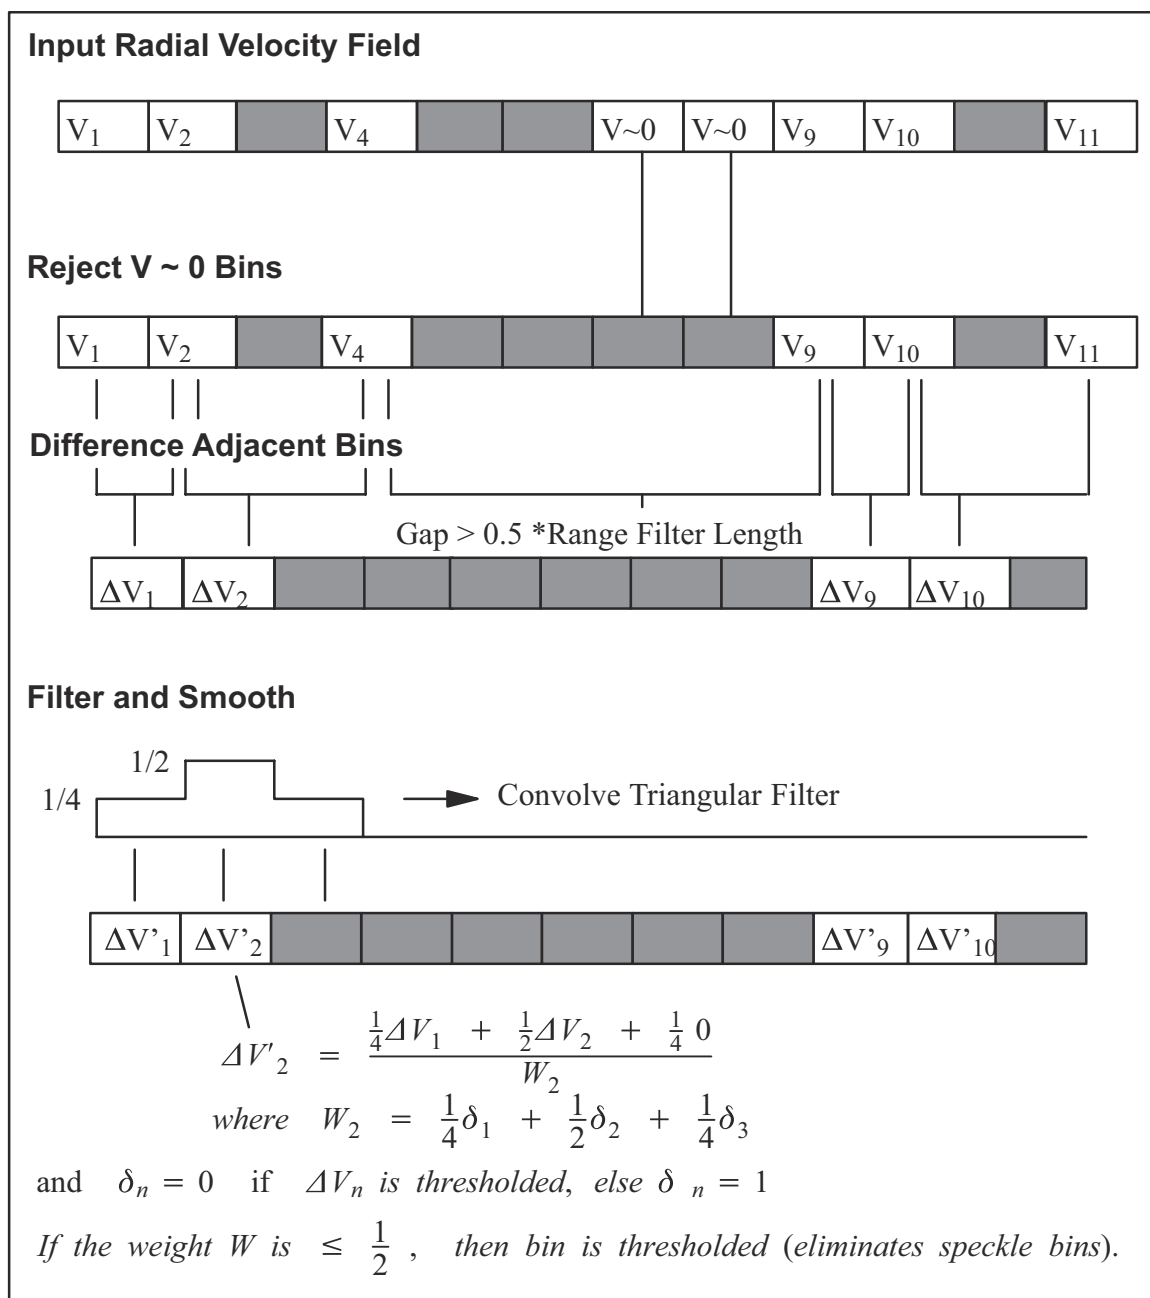 Input Radial Velocity Field
V₁ V₂ V₄ V~0 V~0 V₉ V₁₀ V₁₁
Reject V ~ 0 Bins
V₁ V₂ V₄ V₉ V₁₀ V₁₁
Difference Adjacent Bins
Gap > 0.5 *Range Filter Length
ΔV₁ ΔV₂ ΔV₉ ΔV₁₀
Filter and Smooth
1/2
1/4
Convolve Triangular Filter
ΔV’₁ ΔV’₂ ΔV’₉ ΔV’₁₀
ΔV′₂ = (¼ΔV₁ + ½ΔV₂ + ¼ 0) / W₂
where W₂ = ¼δ₁ + ½δ₂ + ¼δ₃
and δₙ = 0 if ΔVₙ is thresholded, else δ ₙ = 1
If the weight W is ≤ ½ , then bin is thresholded (eliminates speckle bins).